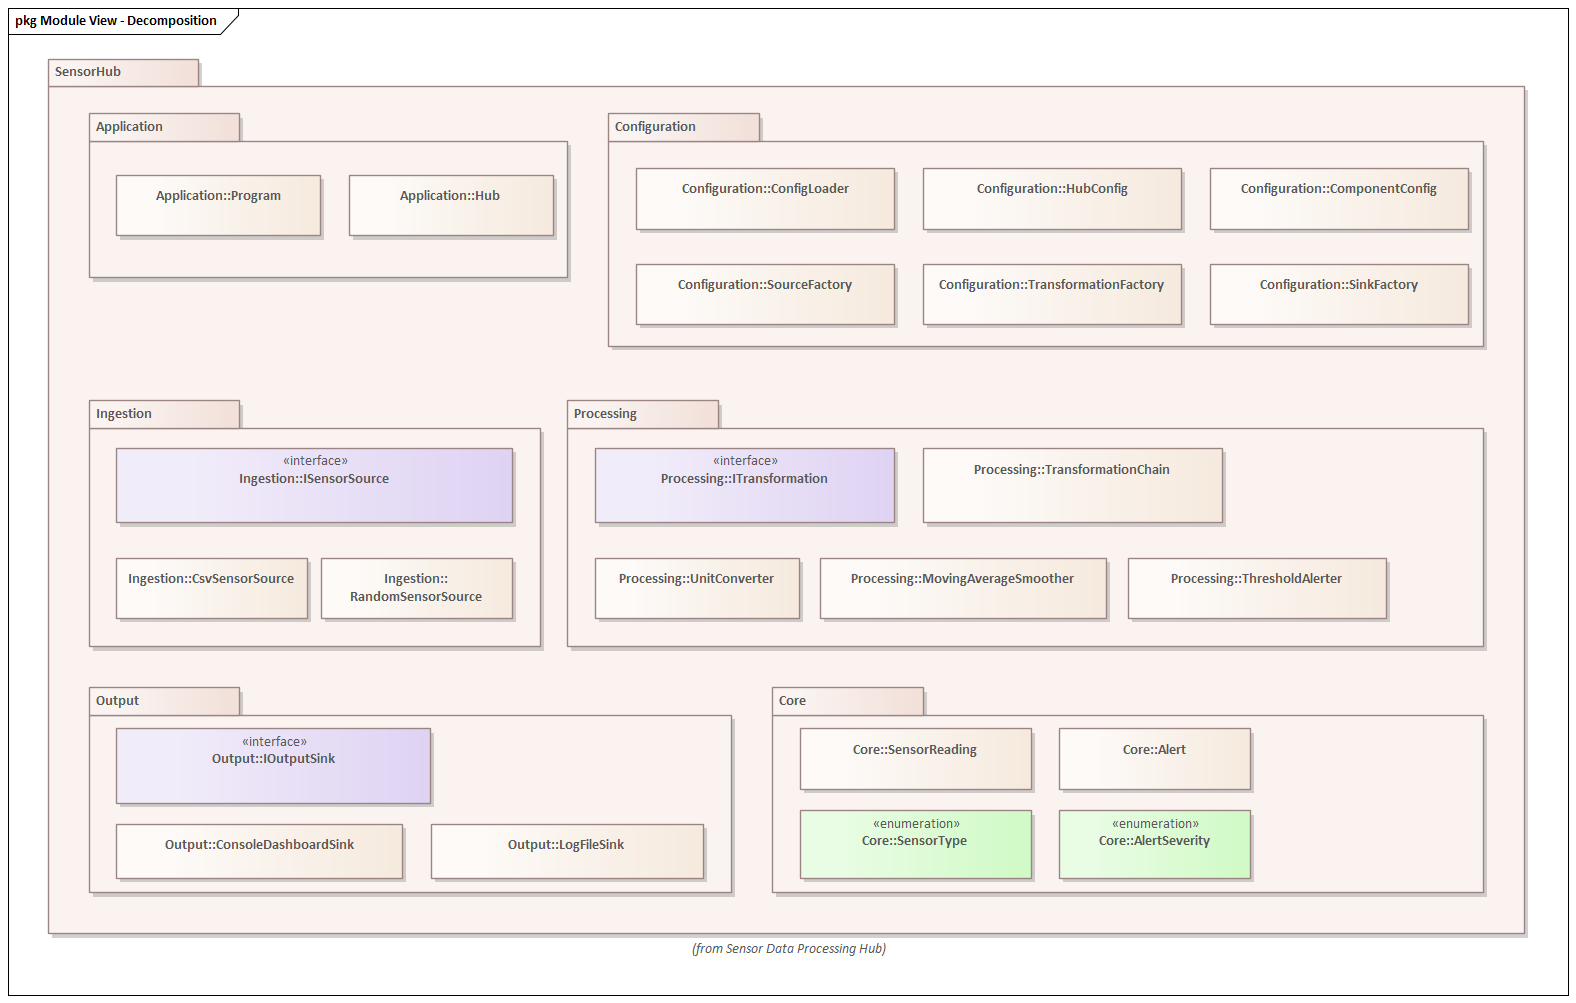 pkg Module View - Decomposition
SensorHub
Application
Application::Program
Application::Hub
Configuration
Configuration::ConfigLoader
Configuration::HubConfig
Configuration::ComponentConfig
Configuration::SourceFactory
Configuration::TransformationFactory
Configuration::SinkFactory
Ingestion
«interface»
Ingestion::ISensorSource
Ingestion::CsvSensorSource
Ingestion::
RandomSensorSource
Processing
«interface»
Processing::ITransformation
Processing::TransformationChain
Processing::UnitConverter
Processing::MovingAverageSmoother
Processing::ThresholdAlerter
Output
«interface»
Output::IOutputSink
Output::ConsoleDashboardSink
Output::LogFileSink
Core
Core::SensorReading
Core::Alert
«enumeration»
Core::SensorType
«enumeration»
Core::AlertSeverity
(from Sensor Data Processing Hub)